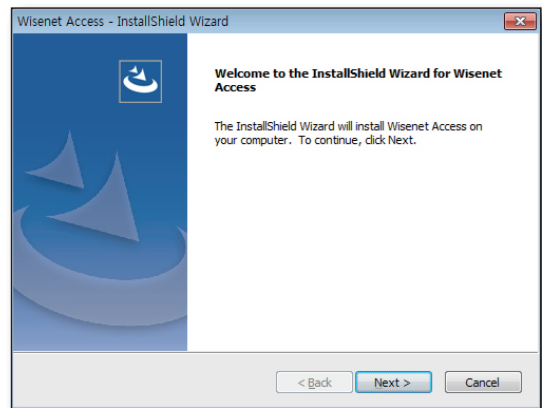 Wisenet Access - InstallShield Wizard
Welcome to the InstallShield Wizard for Wisenet
Access
The InstallShield Wizard will install Wisenet Access on
your computer. To continue, click Next.
< Back
Next >
Cancel